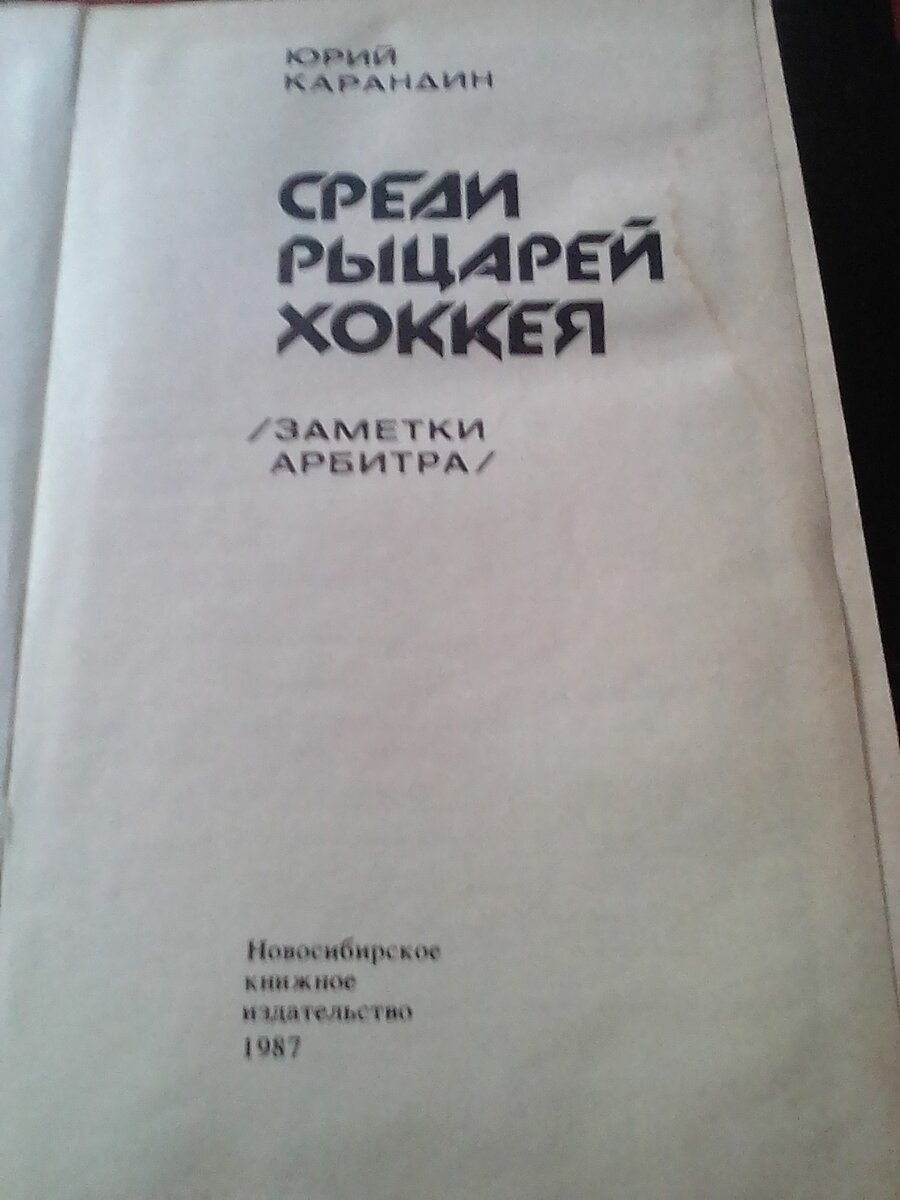 ЮРИЙ
КАРАНДИН
СРЕДИ
РЫЦАРЕЙ
ХОККЕЯ
/ЗАМЕТКИ
АРБИТРА/
Новосибирское
книжное
издательство
1987